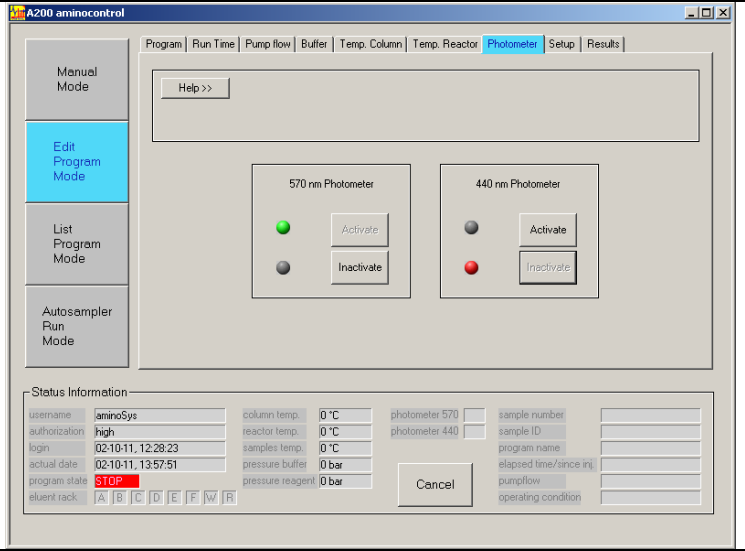 A200 aminocontrol
Program Run Time Pump flow Buffer Temp. Column Temp. Reactor Photometer Setup Results
Manual
Mode
Edit
Program
Mode
List
Program
Mode
Autosampler
Run
Mode
Help >>
570 nm Photometer
Activate
Inactivate
440 nm Photometer
Activate
Inactivate
Status Information
username aminoSys
authorization high
login 02-10-11, 12:28:23
actual date 02-10-11, 13:57:51
program state STOP
eluent rack A B C D E F W R
column temp. 0 °C
reactor temp. 0 °C
samples temp. 0 °C
pressure buffer 0 bar
pressure reagent 0 bar
photometer 570
photometer 440
Cancel
sample number
sample ID
program name
elapsed time/since inj.
pumpflow
operating condition